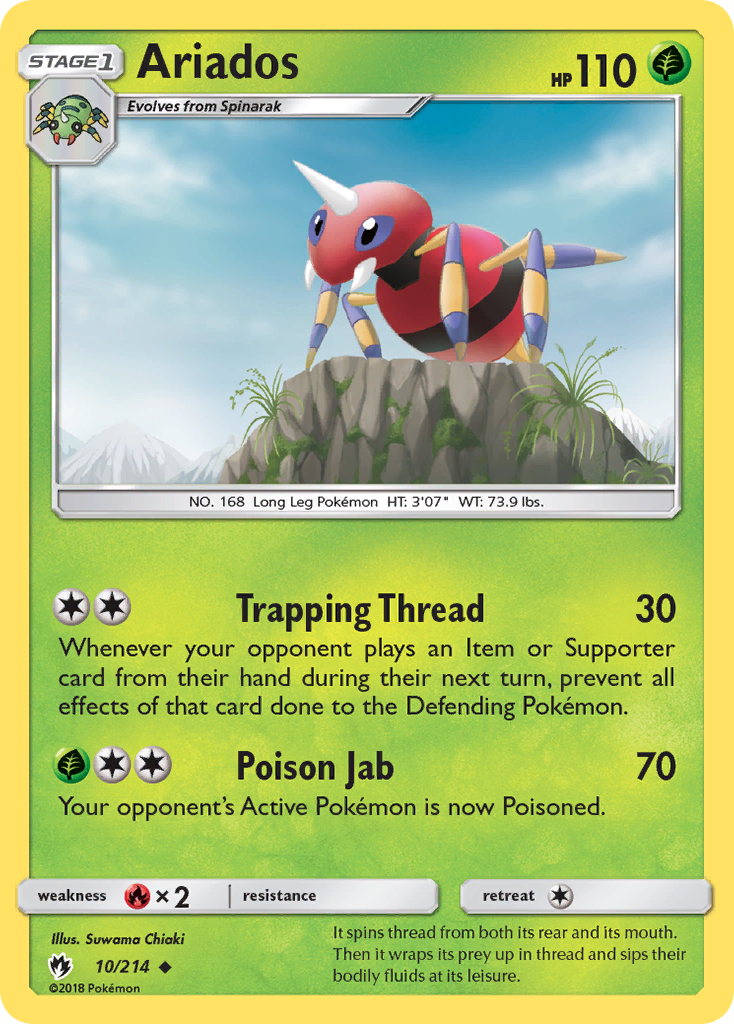 STAGE1
Ariados
HP 110
Evolves from Spinarak
NO. 168 Long Leg Pokémon HT: 3'07" WT: 73.9 lbs.
Trapping Thread 30
Whenever your opponent plays an Item or Supporter
card from their hand during their next turn, prevent all
effects of that card done to the Defending Pokémon.
Poison Jab 70
Your opponent's Active Pokémon is now Poisoned.
weakness × 2 resistance retreat
Illus. Suwama Chiaki
10/214
©2018 Pokémon
It spins thread from both its rear and its mouth.
Then it wraps its prey up in thread and sips their
bodily fluids at its leisure.